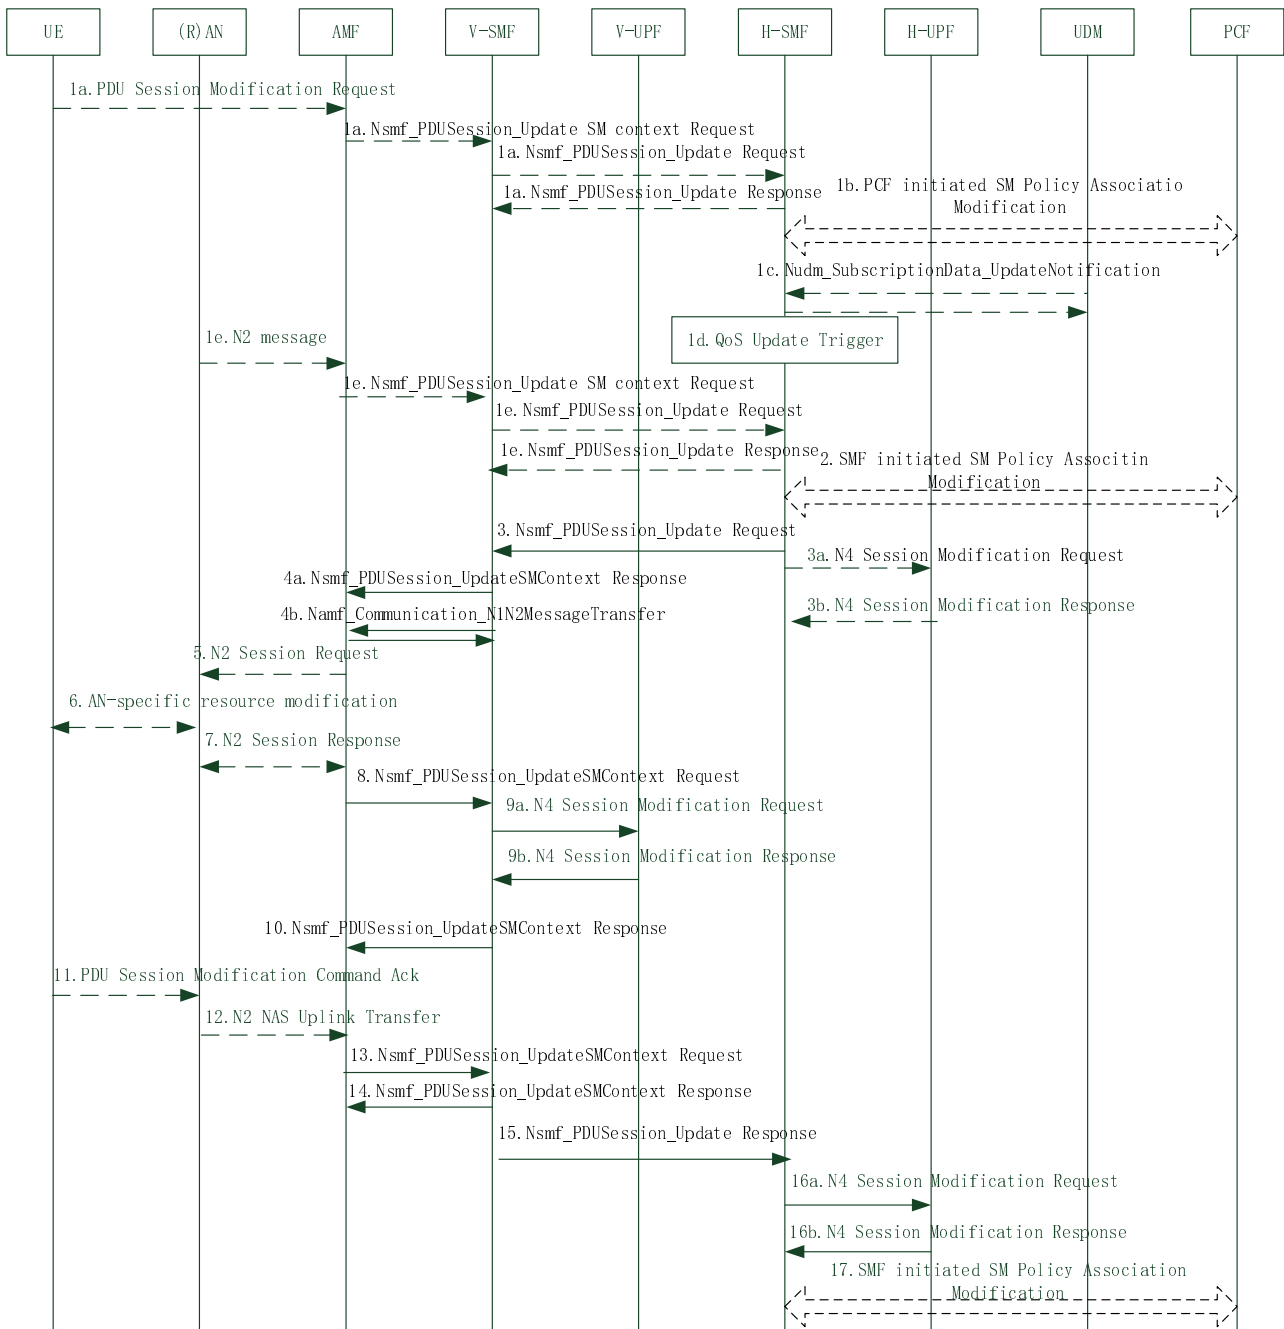 UE
(R)AN
AMF
V-SMF
V-UPF
H-SMF
H-UPF
UDM
PCF
1a.PDU Session Modification Request
1a.Nsmf_PDUSession_Update SM context Request
1a.Nsmf_PDUSession_Update Request
1a.Nsmf_PDUSession_Update Response
1b.PCF initiated SM Policy Associatio
Modification
1c.Nudm_SubscriptionData_UpdateNotification
1d.QoS Update Trigger
1e.N2 message
1e.Nsmf_PDUSession_Update SM context Request
1e.Nsmf_PDUSession_Update Request
1e.Nsmf_PDUSession_Update Response
2.SMF initiated SM Policy Associtin
Modification
3.Nsmf_PDUSession_Update Request
3a.N4 Session Modification Request
4a.Nsmf_PDUSession_UpdateSMContext Response
3b.N4 Session Modification Response
4b.Namf_Communication_N1N2MessageTransfer
5.N2 Session Request
6.AN-specific resource modification
7.N2 Session Response
8.Nsmf_PDUSession_UpdateSMContext Request
9a.N4 Session Modification Request
9b.N4 Session Modification Response
10.Nsmf_PDUSession_UpdateSMContext Response
11.PDU Session Modification Command Ack
12.N2 NAS Uplink Transfer
13.Nsmf_PDUSession_UpdateSMContext Request
14.Nsmf_PDUSession_UpdateSMContext Response
15.Nsmf_PDUSession_Update Response
16a.N4 Session Modification Request
16b.N4 Session Modification Response
17.SMF initiated SM Policy Association
Modification